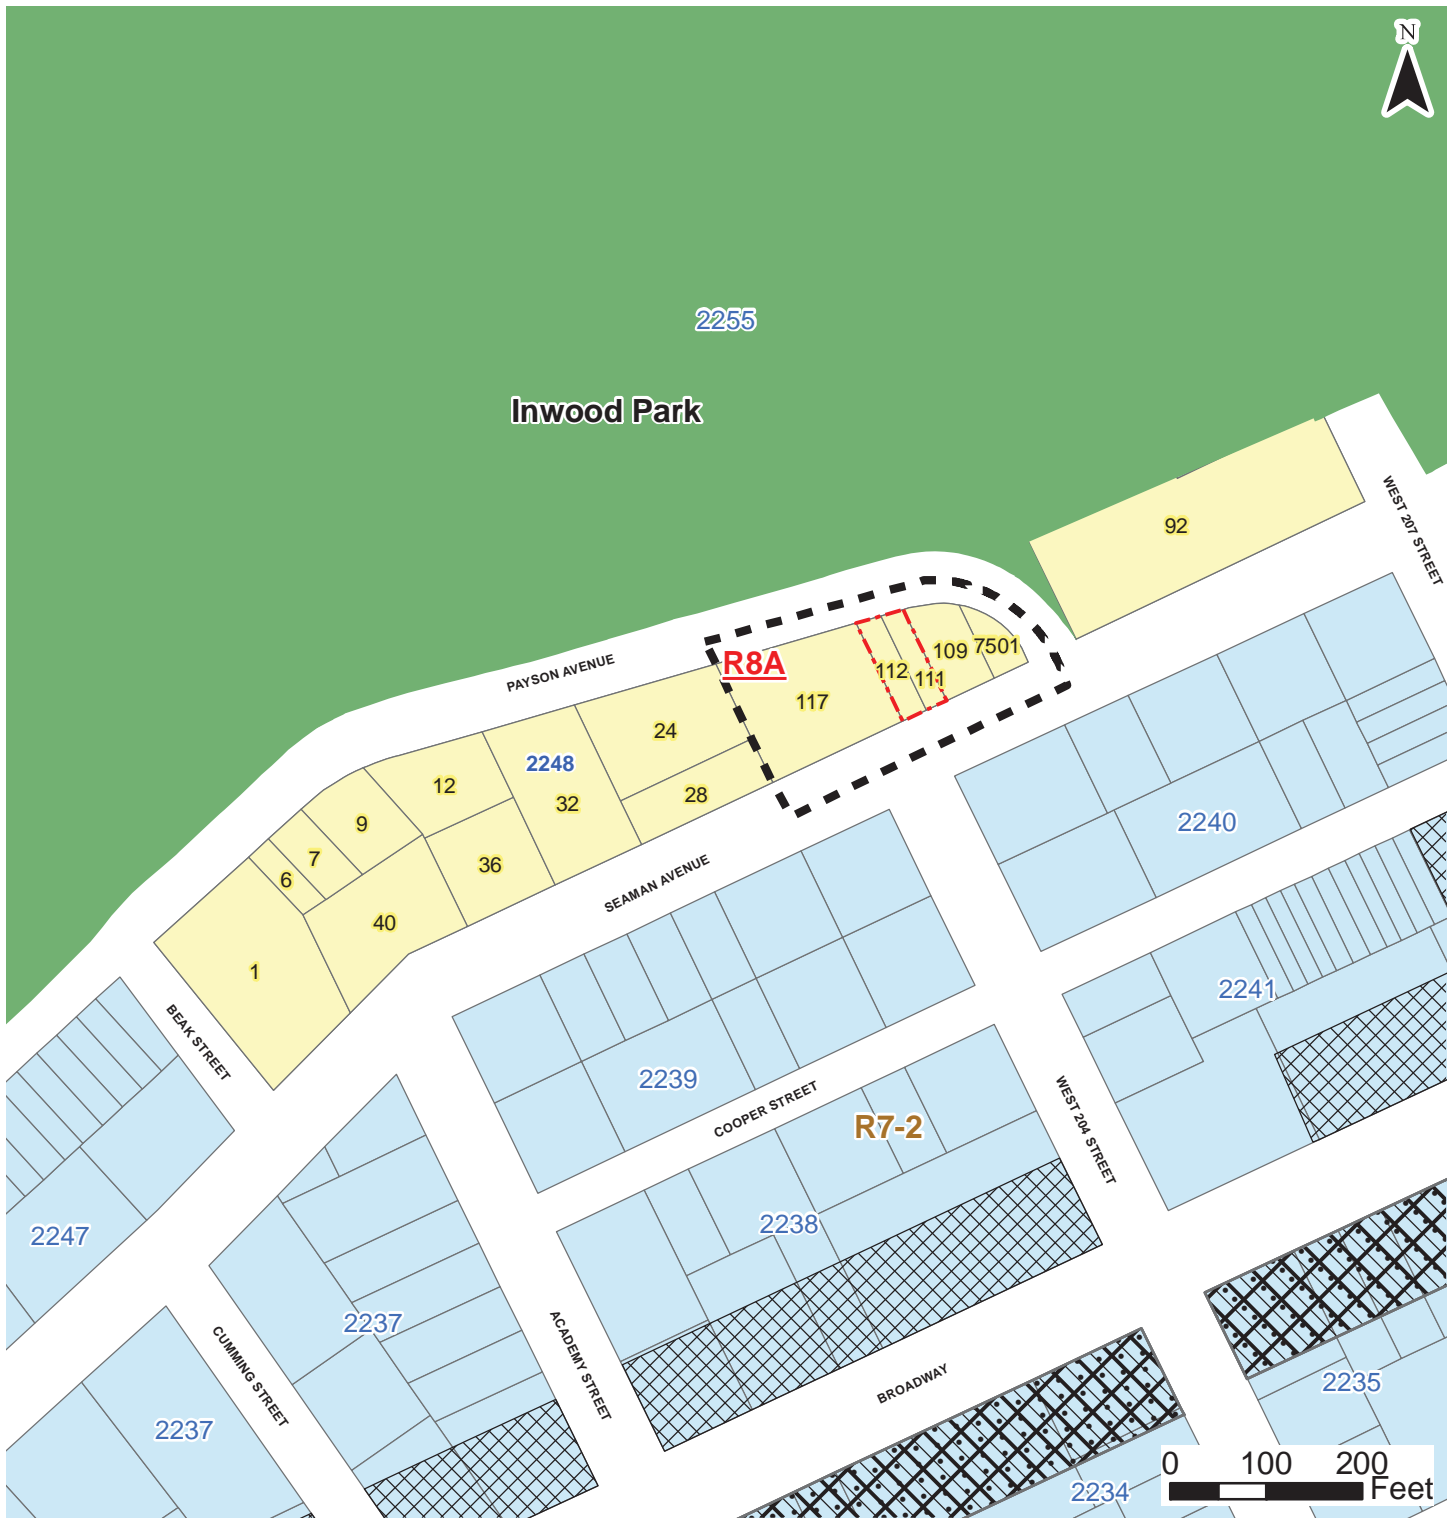 N
2255
Inwood Park
WEST 207 STREET
92
PAYSON AVENUE
R8A
112
111
109
7501
117
24
2248
12
32
28
9
7
6
36
40
1
SEAMAN AVENUE
2240
2241
BEAK STREET
2239
COOPER STREET
R7-2
WEST 204 STREET
2247
2238
2237
CUMMING STREET
ACADEMY STREET
BROADWAY
2235
2237
2234
0 100 200
Feet